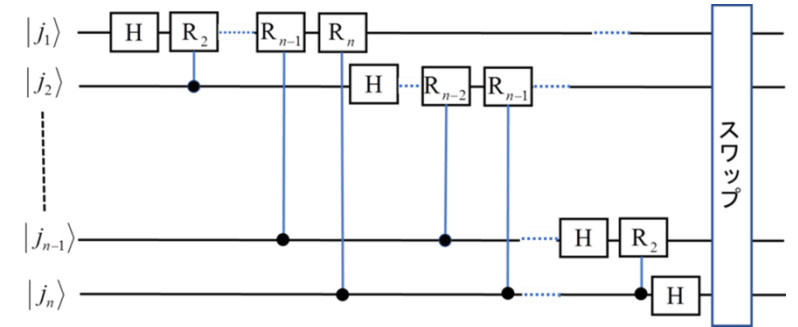 |j₁⟩ H R₂ Rₙ₋₁ Rₙ
|j₂⟩ H Rₙ₋₂ Rₙ₋₁
|jₙ₋₁⟩ H R₂
|jₙ⟩ H
スワップ